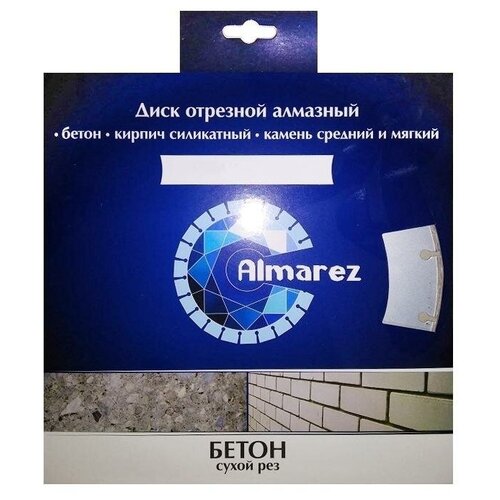 Диск отрезной алмазный
• бетон • кирпич силикатный • камень средний и мягкий
Almarez
БЕТОН
сухой рез